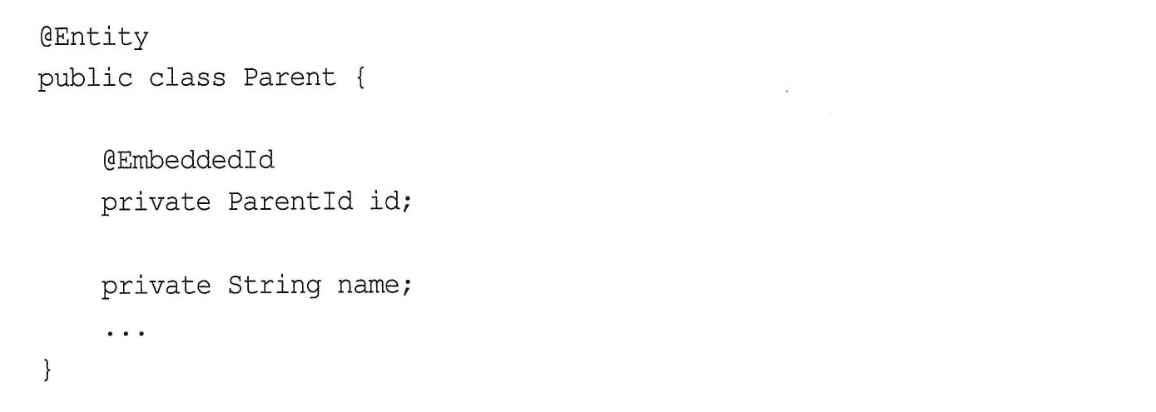 @Entity
public class Parent {
    @EmbeddedId
    private ParentId id;
    private String name;
    ...
}